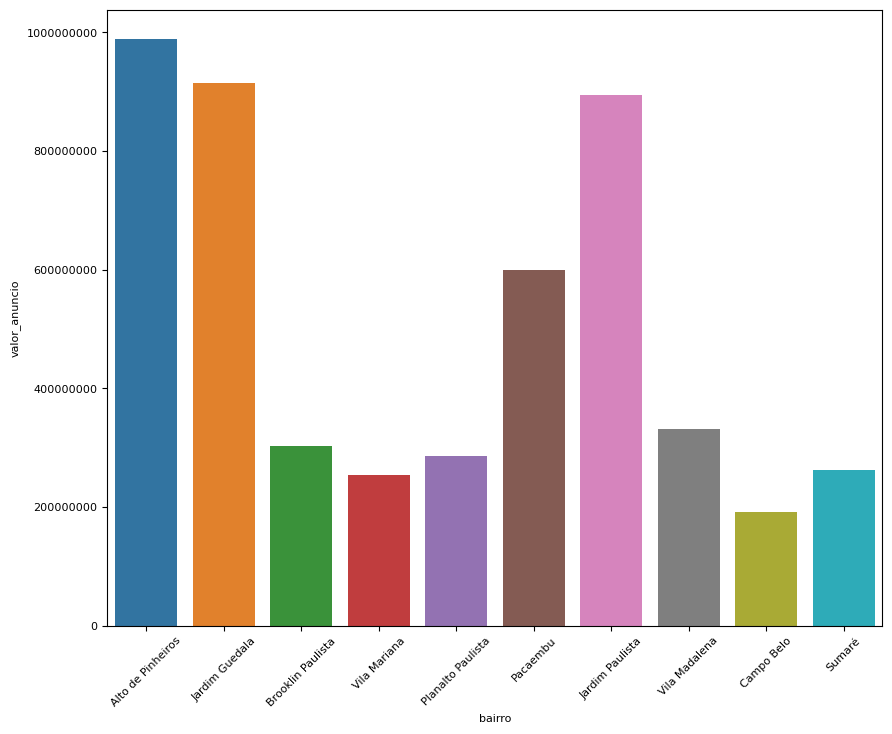 1000000000
800000000
600000000
400000000
200000000
0
valor_anuncio
Alto de Pinheiros
Jardim Guedala
Brooklin Paulista
Vila Mariana
Planalto Paulista
Pacaembu
Jardim Paulista
Vila Madalena
Campo Belo
Sumaré
bairro